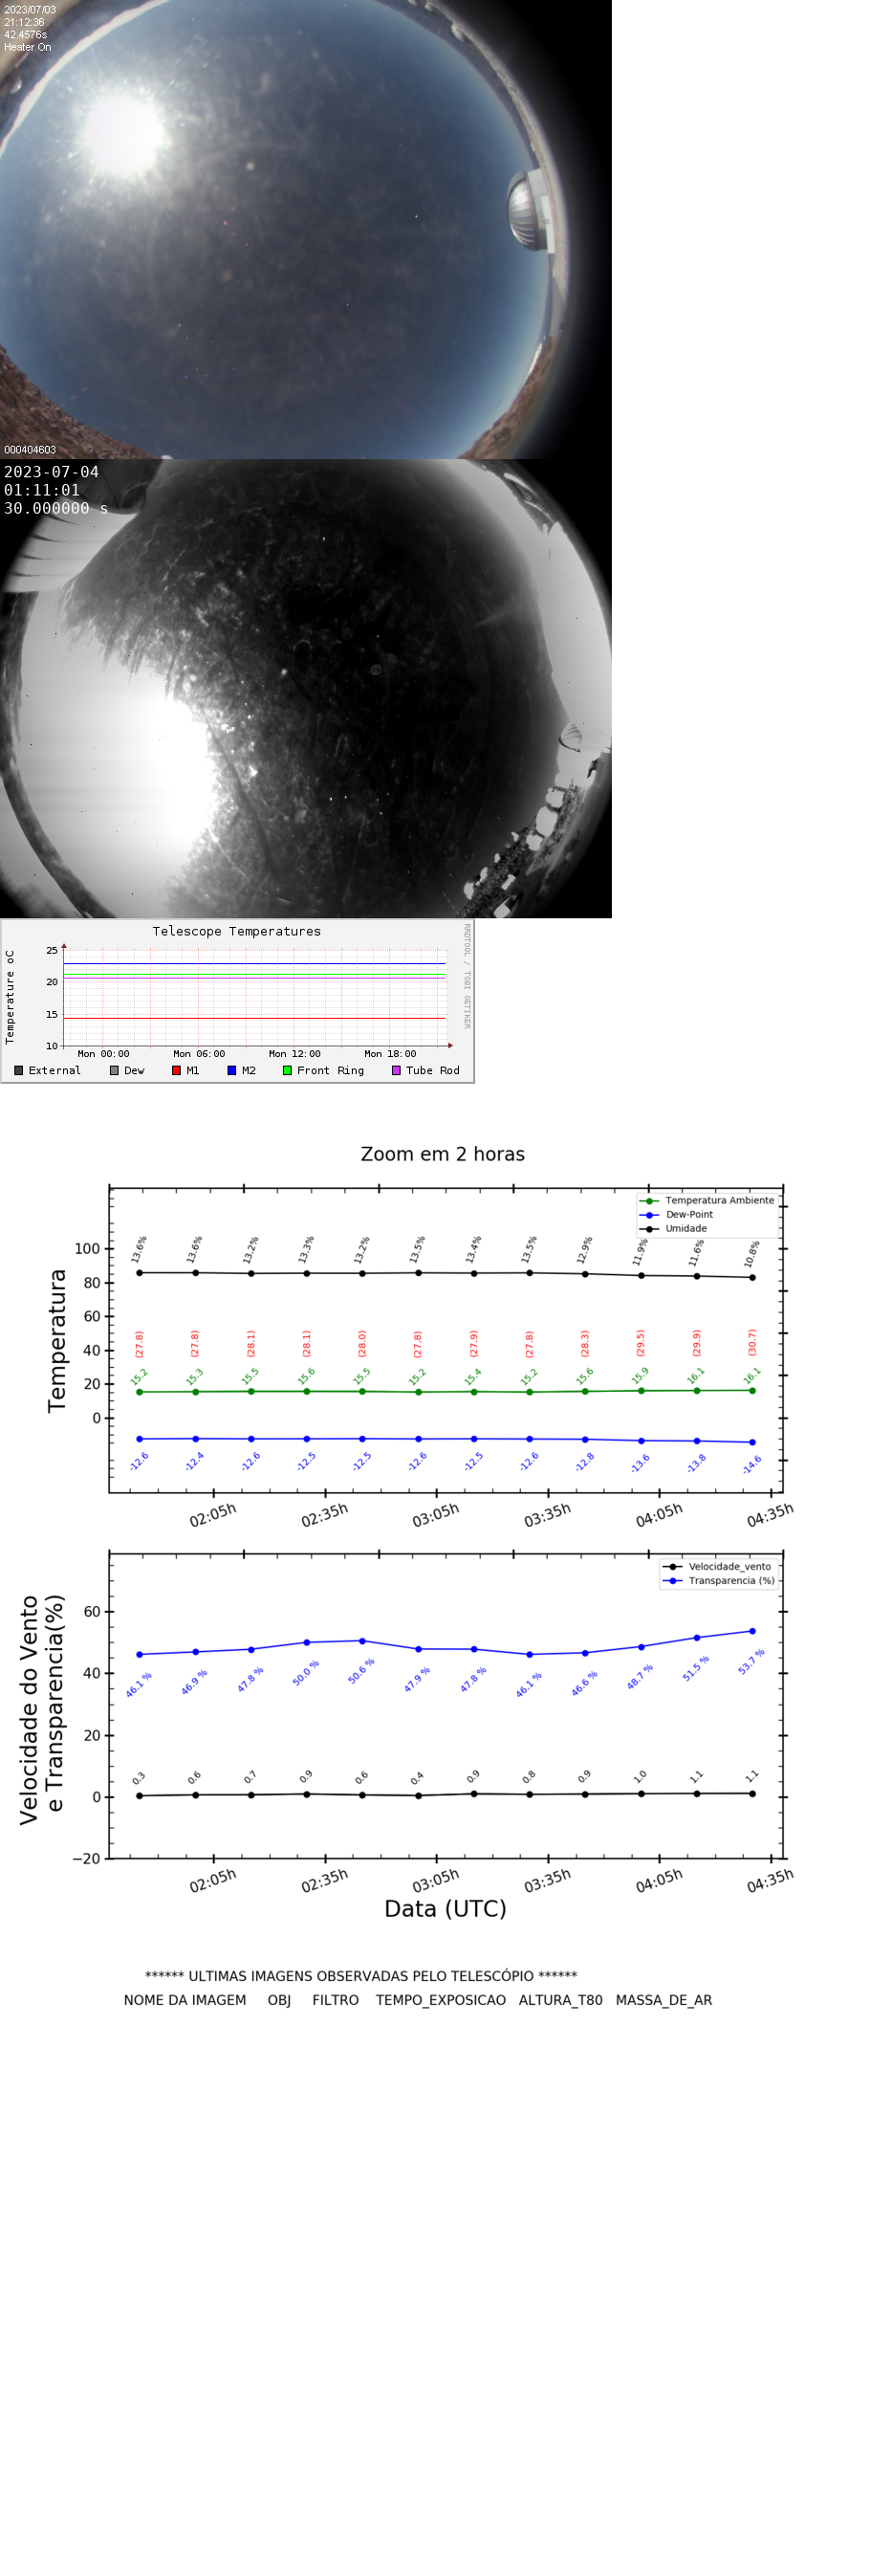 2023/07/03
21:12:36
42.4576s
Heater On
000404603
2023-07-04
01:11:01
30.000000 s
Telescope Temperatures
RRDTOOL / TOBI OETIKER
Temperature oC
25
20
15
10
Mon 00:00 Mon 06:00 Mon 12:00 Mon 18:00
External Dew M1 M2 Front Ring Tube Rod
Zoom em 2 horas
Temperatura Ambiente
Dew-Point
Umidade
Temperatura
100
80
60
40
20
0
13.6% 13.6% 13.2% 13.3% 13.2% 13.5% 13.4% 13.5% 12.9% 11.9% 11.6% 10.8%
(27.8) (27.8) (28.1) (28.1) (28.0) (27.8) (27.9) (27.8) (28.3) (29.5) (29.9) (30.7)
15.2 15.3 15.5 15.6 15.5 15.2 15.4 15.2 15.6 15.9 16.1 16.1
-12.6 -12.4 -12.6 -12.5 -12.5 -12.6 -12.5 -12.6 -12.8 -13.6 -13.8 -14.6
02:05h 02:35h 03:05h 03:35h 04:05h 04:35h
Velocidade_vento
Transparencia (%)
Velocidade do Vento
e Transparencia(%)
60
40
20
0
−20
46.1 % 46.9 % 47.8 % 50.0 % 50.6 % 47.9 % 47.8 % 46.1 % 46.6 % 48.7 % 51.5 % 53.7 %
0.3 0.6 0.7 0.9 0.6 0.4 0.9 0.8 0.9 1.0 1.1 1.1
02:05h 02:35h 03:05h 03:35h 04:05h 04:35h
Data (UTC)
****** ULTIMAS IMAGENS OBSERVADAS PELO TELESCÓPIO ******
NOME DA IMAGEM OBJ FILTRO TEMPO_EXPOSICAO ALTURA_T80 MASSA_DE_AR